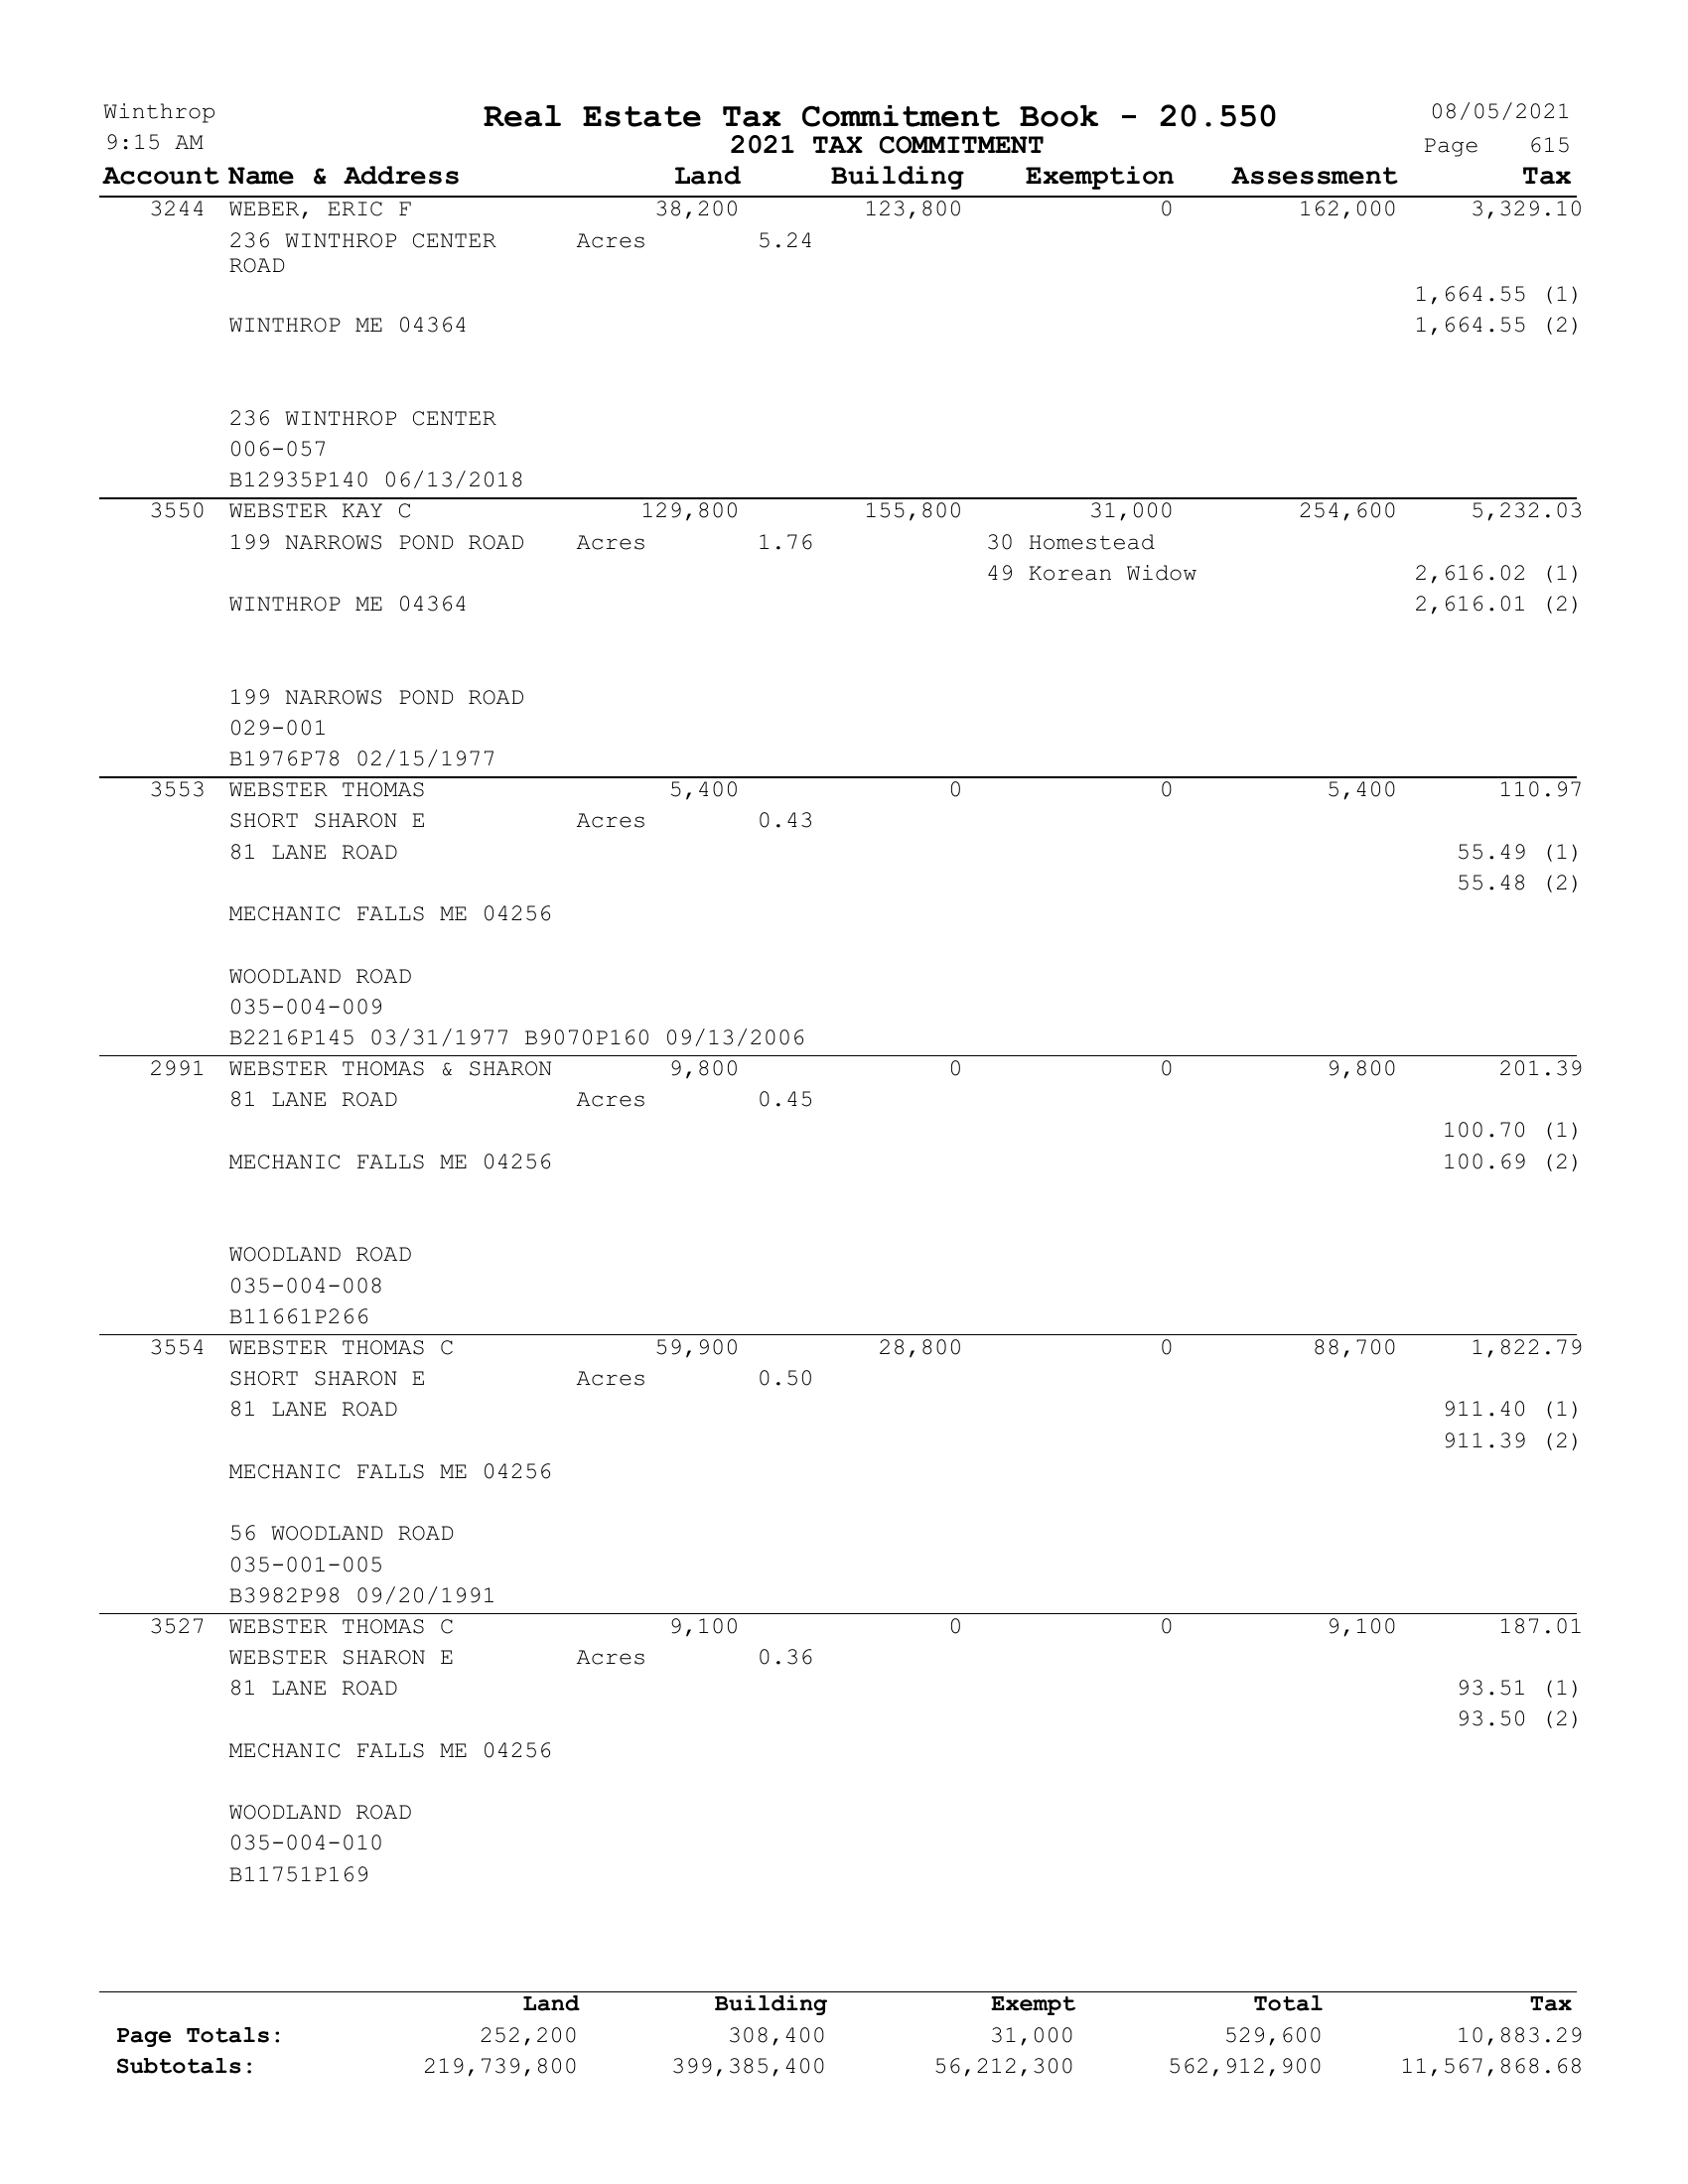 Winthrop Real Estate Tax Commitment Book - 20.550 08/05/2021
9:15 AM 2021 TAX COMMITMENT Page 615
Account Name & Address Land Building Exemption Assessment Tax
3244 WEBER, ERIC F 38,200 123,800 0 162,000 3,329.10
236 WINTHROP CENTER Acres 5.24
ROAD
1,664.55 (1)
WINTHROP ME 04364 1,664.55 (2)
236 WINTHROP CENTER
006-057
B12935P140 06/13/2018
3550 WEBSTER KAY C 129,800 155,800 31,000 254,600 5,232.03
199 NARROWS POND ROAD Acres 1.76 30 Homestead
49 Korean Widow 2,616.02 (1)
WINTHROP ME 04364 2,616.01 (2)
199 NARROWS POND ROAD
029-001
B1976P78 02/15/1977
3553 WEBSTER THOMAS 5,400 0 0 5,400 110.97
SHORT SHARON E Acres 0.43
81 LANE ROAD 55.49 (1)
55.48 (2)
MECHANIC FALLS ME 04256
WOODLAND ROAD
035-004-009
B2216P145 03/31/1977 B9070P160 09/13/2006
2991 WEBSTER THOMAS & SHARON 9,800 0 0 9,800 201.39
81 LANE ROAD Acres 0.45
100.70 (1)
MECHANIC FALLS ME 04256 100.69 (2)
WOODLAND ROAD
035-004-008
B11661P266
3554 WEBSTER THOMAS C 59,900 28,800 0 88,700 1,822.79
SHORT SHARON E Acres 0.50
81 LANE ROAD 911.40 (1)
911.39 (2)
MECHANIC FALLS ME 04256
56 WOODLAND ROAD
035-001-005
B3982P98 09/20/1991
3527 WEBSTER THOMAS C 9,100 0 0 9,100 187.01
WEBSTER SHARON E Acres 0.36
81 LANE ROAD 93.51 (1)
93.50 (2)
MECHANIC FALLS ME 04256
WOODLAND ROAD
035-004-010
B11751P169
Land Building Exempt Total Tax
Page Totals: 252,200 308,400 31,000 529,600 10,883.29
Subtotals: 219,739,800 399,385,400 56,212,300 562,912,900 11,567,868.68